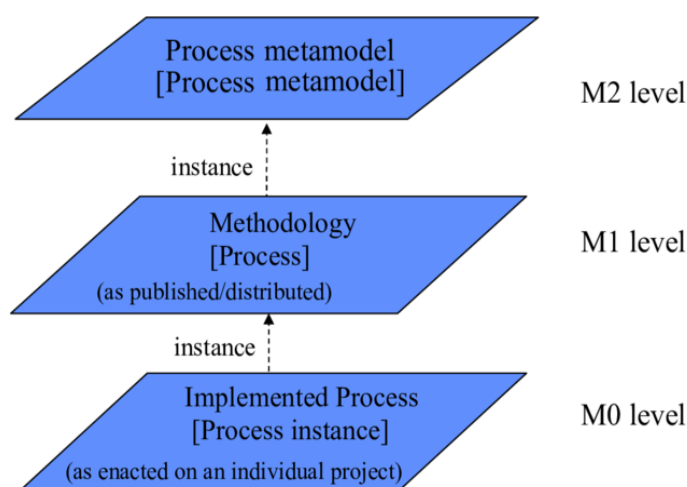 Process metamodel
[Process metamodel]
M2 level
instance
Methodology
[Process]
(as published/distributed)
M1 level
instance
Implemented Process
[Process instance]
(as enacted on an individual project)
M0 level